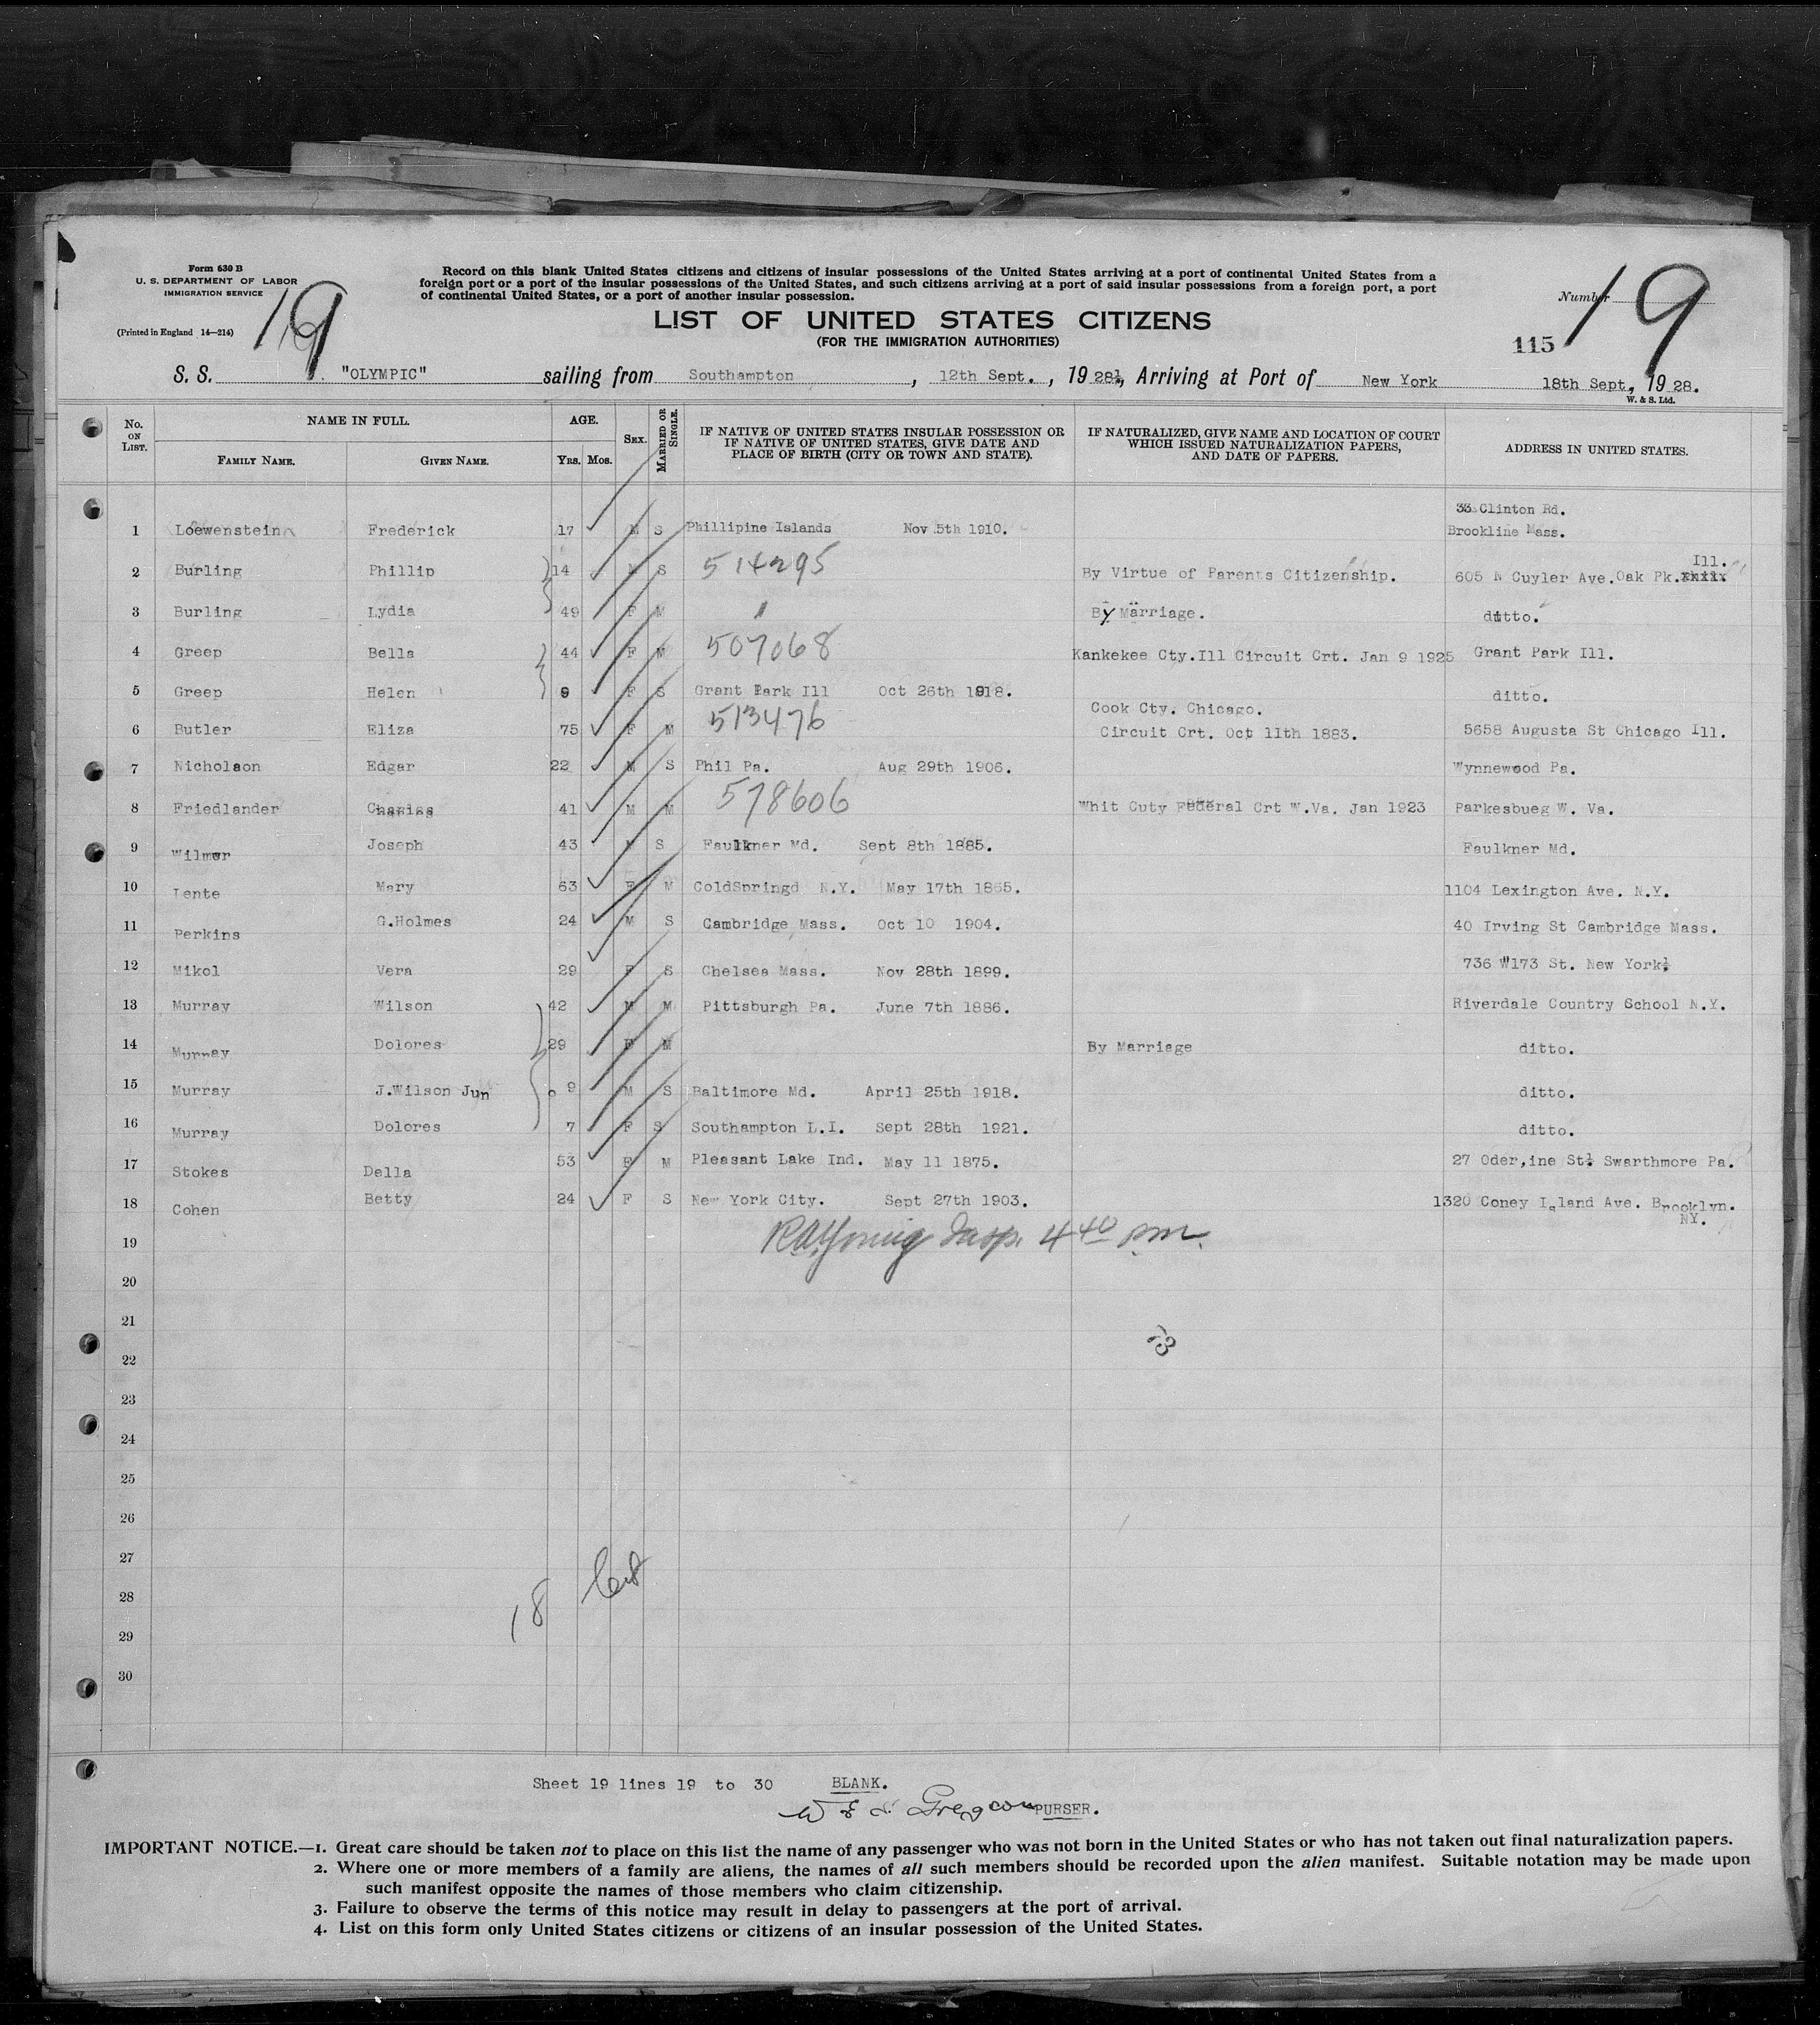 Form 630 B
U. S. DEPARTMENT OF LABOR
IMMIGRATION SERVICE
(Printed in England 14—214)
19
Record on this blank United States citizens and citizens of insular possessions of the United States arriving at a port of continental United States from a
foreign port or a port of the insular possessions of the United States, and such citizens arriving at a port of said insular possessions from a foreign port, a port
of continental United States, or a port of another insular possession.
LIST OF UNITED STATES CITIZENS
(FOR THE IMMIGRATION AUTHORITIES)
Number 19
115
S. S. "OLYMPIC" sailing from Southampton, 12th Sept., 1928, Arriving at Port of New York 18th Sept, 1928.
W. & S. Ltd.
No. ON LIST. NAME IN FULL. FAMILY NAME. GIVEN NAME. AGE. YRS. MOS. SEX. MARRIED OR SINGLE. IF NATIVE OF UNITED STATES INSULAR POSSESSION OR IF NATIVE OF UNITED STATES, GIVE DATE AND PLACE OF BIRTH (CITY OR TOWN AND STATE). IF NATURALIZED, GIVE NAME AND LOCATION OF COURT WHICH ISSUED NATURALIZATION PAPERS, AND DATE OF PAPERS. ADDRESS IN UNITED STATES.
33 Clinton Rd.
1 Loewenstein Frederick 17 M S Phillipine Islands Nov 5th 1910. Brookline Mass.
2 Burling Phillip 14 M S 514295 By Virtue of Parents Citizenship. 605 N Cuyler Ave.Oak Pk. Ill.
3 Burling Lydia 49 F M " By Marriage. ditto.
4 Greep Bella 44 F M 507068 Kankekee Cty.Ill Circuit Crt. Jan 9 1925 Grant Park Ill.
5 Greep Helen 9 F S Grant Park Ill Oct 26th 1918. ditto.
Cook Cty. Chicago.
6 Butler Eliza 75 F M 513476 Circuit Crt. Oct 11th 1883. 5658 Augusta St Chicago Ill.
7 Nicholson Edgar 22 M S Phil Pa. Aug 29th 1906. Wynnewood Pa.
8 Friedlander Charles 41 M M 578606 Whit Cuty Federal Crt W.Va. Jan 1923 Parkesbueg W. Va.
9 Wilmer Joseph 43 M S Faulkner Md. Sept 8th 1885. Faulkner Md.
10 Lente Mary 63 F M ColdSpringd N.Y. May 17th 1865. 1104 Lexington Ave. N.Y.
11 Perkins G.Holmes 24 M S Cambridge Mass. Oct 10 1904. 40 Irving St Cambridge Mass.
12 Mikol Vera 29 F S Chelsea Mass. Nov 28th 1899. 736 W173 St. New York.
13 Murray Wilson 42 M M Pittsburgh Pa. June 7th 1886. Riverdale Country School N.Y.
14 Murray Dolores 29 F M By Marriage ditto.
15 Murray J.Wilson Jun 9 M S Baltimore Md. April 25th 1918. ditto.
16 Murray Dolores 7 F S Southampton L.I. Sept 28th 1921. ditto.
17 Stokes Della 53 F M Pleasant Lake Ind. May 11 1875. 27 Oder,ine St. Swarthmore Pa.
18 Cohen Betty 24 F S New York City. Sept 27th 1903. 1320 Coney Island Ave. Brooklyn.
NY.
19 Insp. 4 40 pm.
20
21
22
23
24
25
26
27
28
18
29
30
Sheet 19 lines 19 to 30 BLANK.
PURSER.
IMPORTANT NOTICE.—1. Great care should be taken not to place on this list the name of any passenger who was not born in the United States or who has not taken out final naturalization papers.
2. Where one or more members of a family are aliens, the names of all such members should be recorded upon the alien manifest. Suitable notation may be made upon
such manifest opposite the names of those members who claim citizenship.
3. Failure to observe the terms of this notice may result in delay to passengers at the port of arrival.
4. List on this form only United States citizens or citizens of an insular possession of the United States.